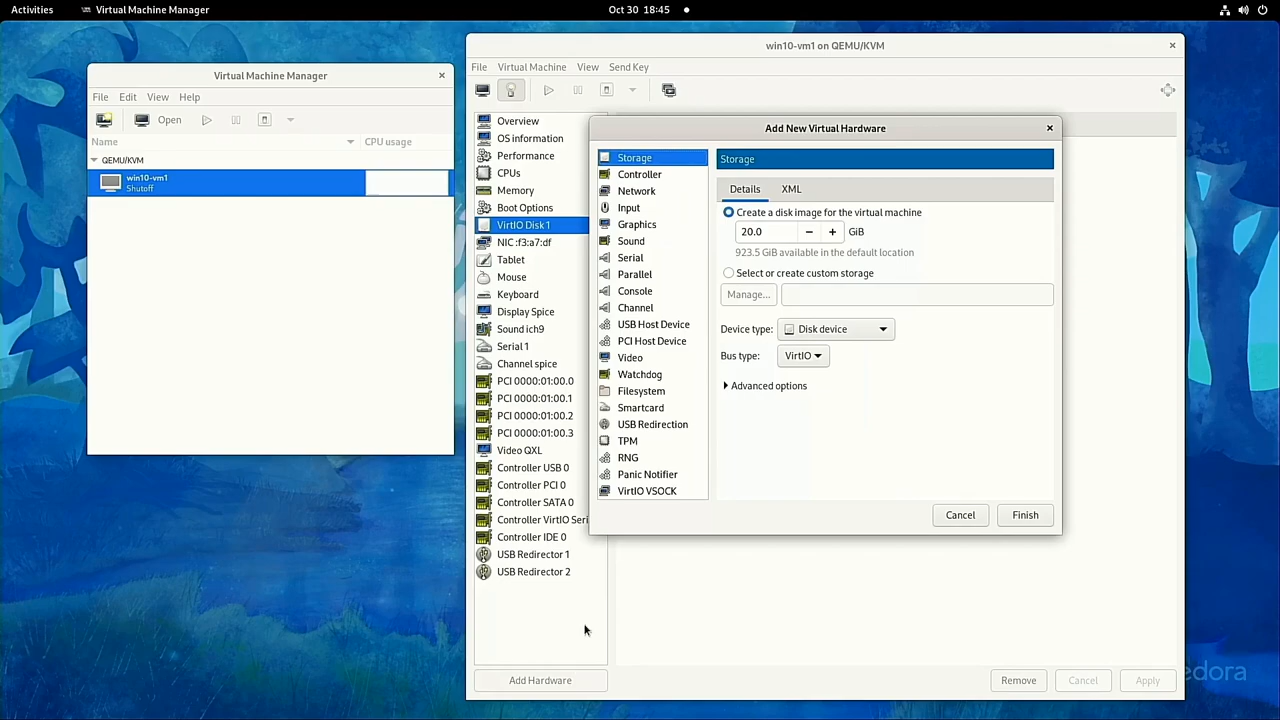 Activities
Virtual Machine Manager
Oct 30 18:45
Virtual Machine Manager
File Edit View Help
Open
Name CPU usage
QEMU/KVM
win10-vm1
Shutoff
win10-vm1 on QEMU/KVM
File Virtual Machine View Send Key
Overview
OS information
Performance
CPUs
Memory
Boot Options
VirtIO Disk 1
NIC :f3:a7:df
Tablet
Mouse
Keyboard
Display Spice
Sound ich9
Serial 1
Channel spice
PCI 0000:01:00.0
PCI 0000:01:00.1
PCI 0000:01:00.2
PCI 0000:01:00.3
Video QXL
Controller USB 0
Controller PCI 0
Controller SATA 0
Controller VirtIO Seri
Controller IDE 0
USB Redirector 1
USB Redirector 2
Add Hardware
Add New Virtual Hardware
Storage
Controller
Network
Input
Graphics
Sound
Serial
Parallel
Console
Channel
USB Host Device
PCI Host Device
Video
Watchdog
Filesystem
Smartcard
USB Redirection
TPM
RNG
Panic Notifier
VirtIO VSOCK
Storage
Details XML
Create a disk image for the virtual machine
20.0 − + GiB
923.5 GiB available in the default location
Select or create custom storage
Manage...
Device type: Disk device
Bus type: VirtIO
Advanced options
Cancel Finish
Remove Cancel Apply
edora